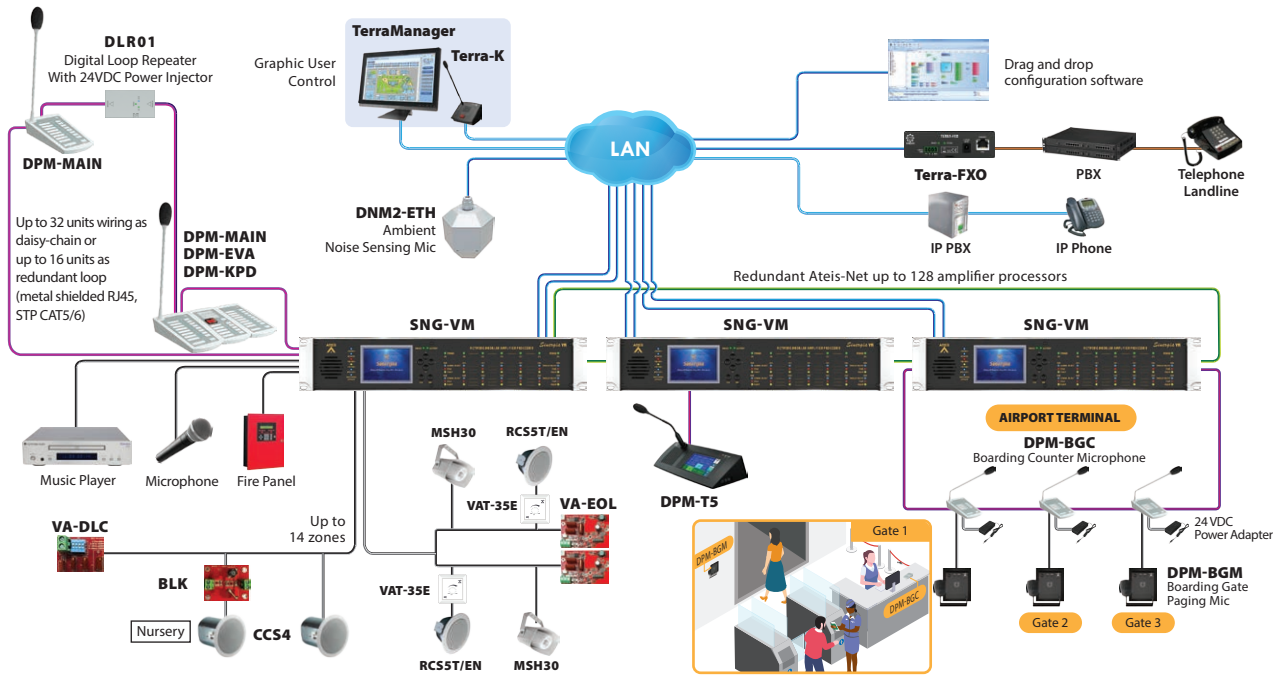 DLR01
Digital Loop Repeater
With 24VDC Power Injector
DPM-MAIN
Up to 32 units wiring as
daisy-chain or
up to 16 units as
redundant loop
(metal shielded RJ45,
STP CAT5/6)
DPM-MAIN
DPM-EVA
DPM-KPD
Graphic User
Control
TerraManager
Terra-K
DNM2-ETH
Ambient
Noise Sensing Mic
LAN
Drag and drop
configuration software
Terra-FXO
PBX
Telephone
Landline
IP PBX
IP Phone
Redundant Ateis-Net up to 128 amplifier processors
SNG-VM
SNG-VM
SNG-VM
Music Player
Microphone
Fire Panel
VA-DLC
Up to
14 zones
BLK
Nursery
CCS4
MSH30
RCS5T/EN
VAT-35E
VA-EOL
VAT-35E
RCS5T/EN
MSH30
DPM-T5
AIRPORT TERMINAL
DPM-BGC
Boarding Counter Microphone
24 VDC
Power Adapter
DPM-BGM
Boarding Gate
Paging Mic
Gate 2
Gate 3
Gate 1
DPM-BGM
DPM-BGC